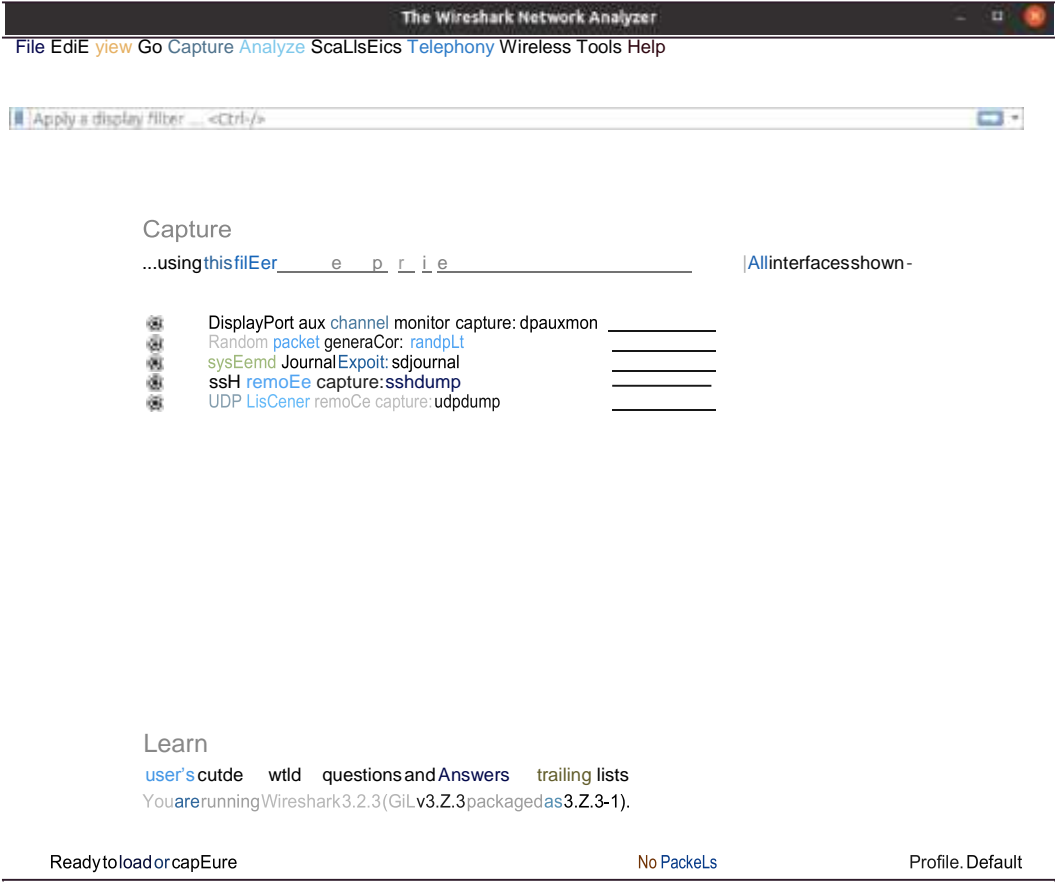 The Wireshark Network Analyzer
File EdiE yiew Go Capture Analyze ScaLlsEics Telephony Wireless Tools Help
Apply a display filter ... <Ctrl-/>
Capture
...using this filEer e p r i e |All interfaces shown -
DisplayPort aux channel monitor capture: dpauxmon
Random packet generaCor: randpLt
sysEemd Journal Expoit: sdjournal
ssH remoEe capture: sshdump
UDP LisCener remoCe capture: udpdump
Learn
user's cutde wtld questions and Answers trailing lists
You are running Wireshark3.2.3 (GiL v3.Z.3 packaged as 3.Z.3-1).
Ready to load or capEure No PackeLs Profile. Default